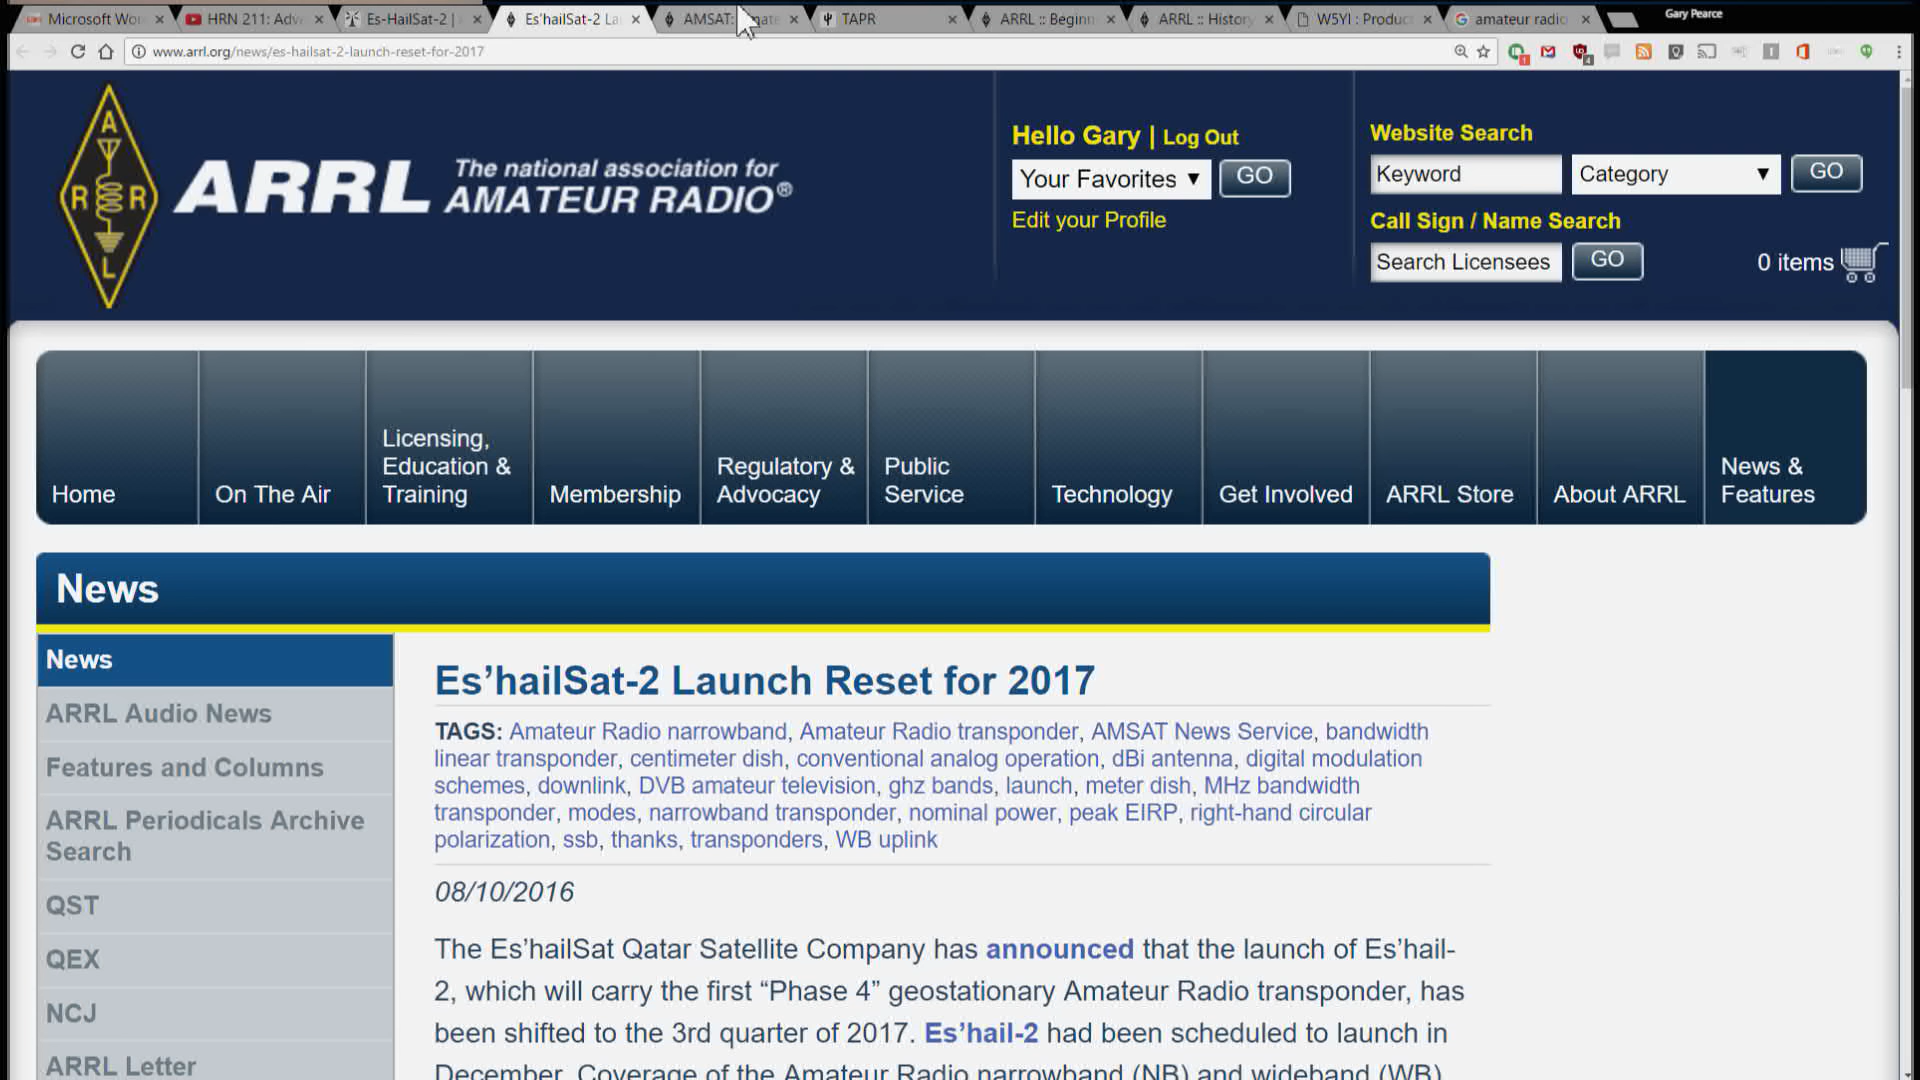 Microsoft Wor
HRN 211: Adv
Es-HailSat-2 |
Es'hailSat-2 La
AMSAT:
TAPR
ARRL :: Beginn
ARRL :: History
W5YI : Produc
amateur radio
Gary Pearce
www.arrl.org/news/es-hailsat-2-launch-reset-for-2017
A
R R
L
ARRL The national association for
AMATEUR RADIO®
Hello Gary | Log Out
Your Favorites ▼ GO
Edit your Profile
Website Search
Keyword Category ▼ GO
Call Sign / Name Search
Search Licensees GO
0 items
Home
On The Air
Licensing,
Education &
Training
Membership
Regulatory &
Advocacy
Public
Service
Technology
Get Involved
ARRL Store
About ARRL
News &
Features
News
News
ARRL Audio News
Features and Columns
ARRL Periodicals Archive
Search
QST
QEX
NCJ
ARRL Letter
Es’hailSat-2 Launch Reset for 2017
TAGS: Amateur Radio narrowband, Amateur Radio transponder, AMSAT News Service, bandwidth
linear transponder, centimeter dish, conventional analog operation, dBi antenna, digital modulation
schemes, downlink, DVB amateur television, ghz bands, launch, meter dish, MHz bandwidth
transponder, modes, narrowband transponder, nominal power, peak EIRP, right-hand circular
polarization, ssb, thanks, transponders, WB uplink
08/10/2016
The Es’hailSat Qatar Satellite Company has announced that the launch of Es’hail-
2, which will carry the first “Phase 4” geostationary Amateur Radio transponder, has
been shifted to the 3rd quarter of 2017. Es’hail-2 had been scheduled to launch in
December. Coverage of the Amateur Radio narrowband (NB) and wideband (WB)